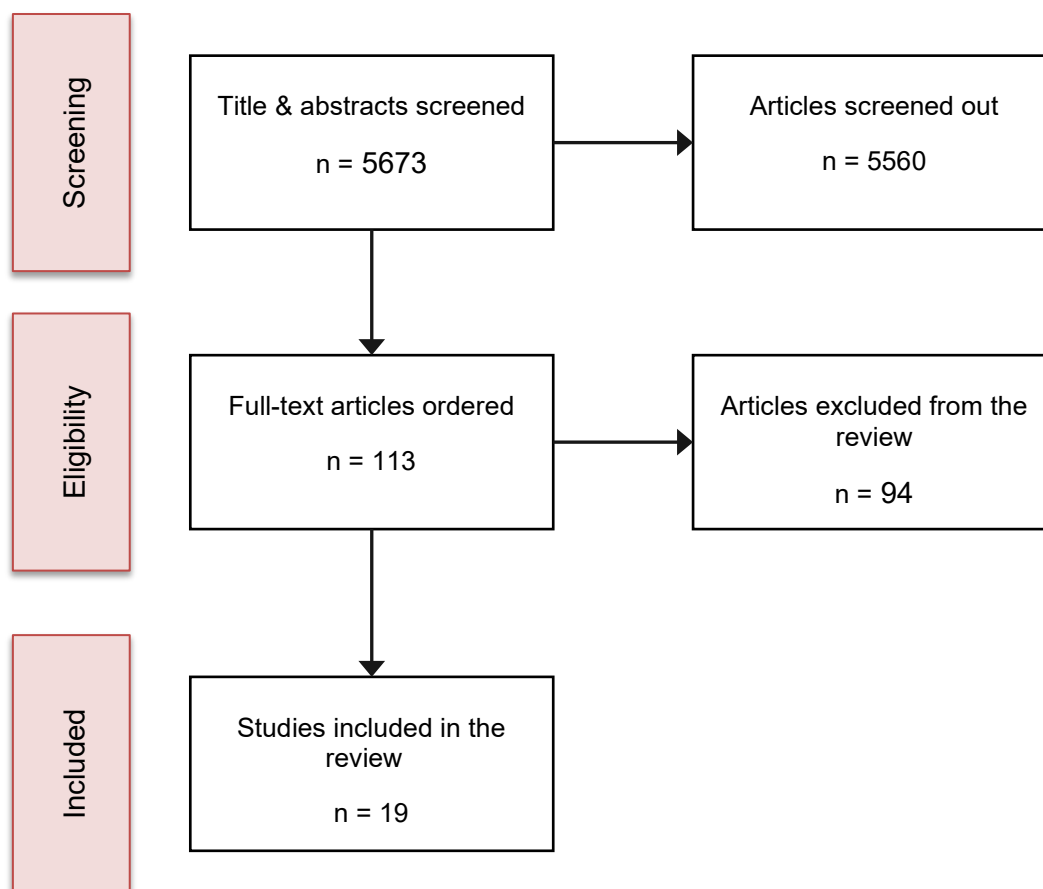 Screening
Title & abstracts screened
n = 5673
Articles screened out
n = 5560
Eligibility
Full-text articles ordered
n = 113
Articles excluded from the
review
n = 94
Included
Studies included in the
review
n = 19